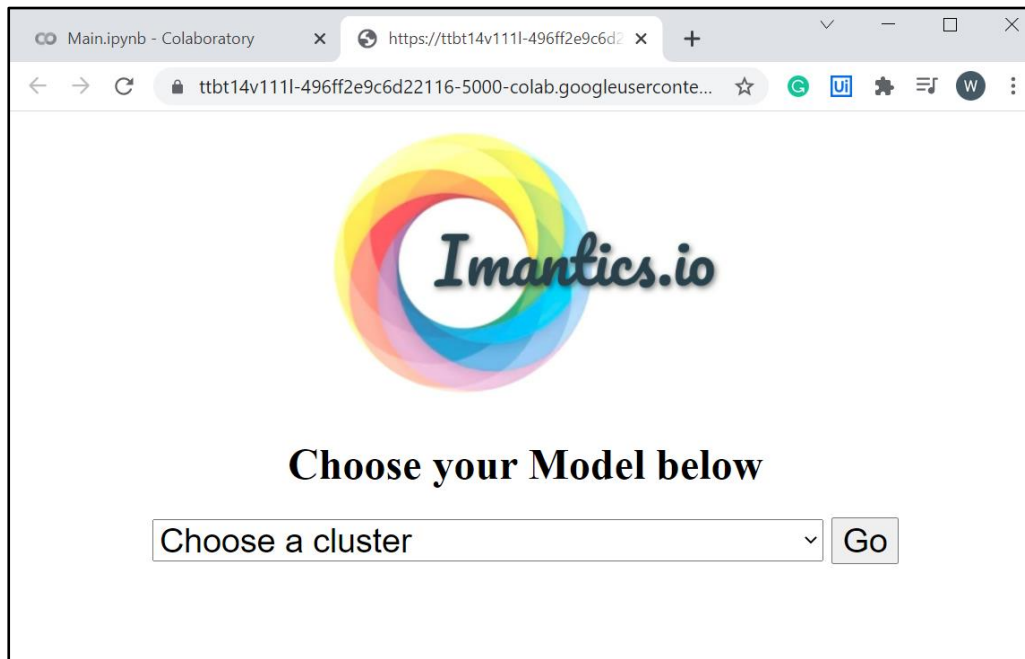 Main.ipynb - Colaboratory
https://ttbt14v111l-496ff2e9c6d2
ttbt14v111l-496ff2e9c6d22116-5000-colab.googleuserconte...
G
Ui
W
Imantics.io
Choose your Model below
Choose a cluster
Go